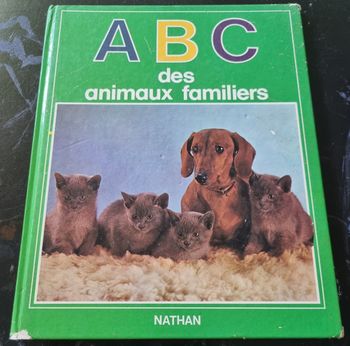 ABC
des
animaux familiers
NATHAN